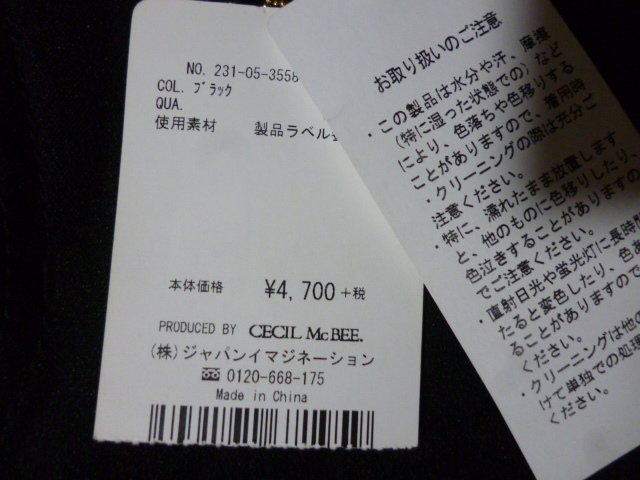 NO. 231-05-3558
COL. ブラック
QUA.
使用素材 製品ラベル
本体価格 ¥4,700 +税
PRODUCED BY CECIL McBEE.
(株)ジャパンイマジネーション
0120-668-175
Made in China
お取り扱いのご注意
・この製品は水分や汗、摩擦
(特に湿った状態での)など
により、色落ちや色移りする
ことがありますので、着用時
・クリーニングの際は充分ご
注意ください。
・特に、濡れたまま放置します
と、他のものに色移りしたり、
色泣きすることがありますの
でご注意ください。
・直射日光や蛍光灯に長時
たると変色したり、色あ
ることがありますので
ください。
・クリーニングは他の
けて単独での処理
ください。